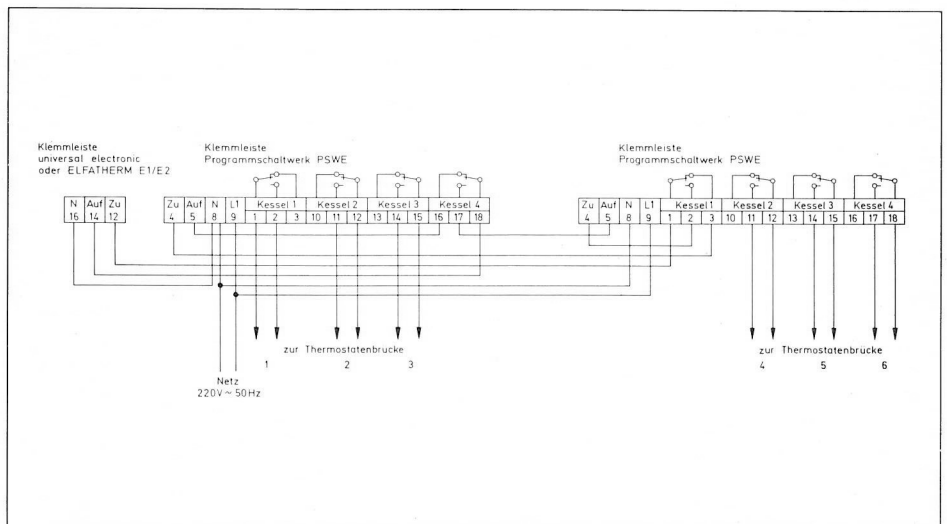 Klemmleiste
universal electronic
oder ELFATHERM E1/E2
Klemmleiste
Programmschaltwerk PSWE
Klemmleiste
Programmschaltwerk PSWE
N Auf Zu
16 14 12
Zu Auf N L1 Kessel 1 Kessel 2 Kessel 3 Kessel 4
4 5 8 9 1 2 3 10 11 12 13 14 15 16 17 18
Zu Auf N L1 Kessel 1 Kessel 2 Kessel 3 Kessel 4
4 5 8 9 1 2 3 10 11 12 13 14 15 16 17 18
zur Thermostatenbrücke
1 2 3
zur Thermostatenbrücke
4 5 6
Netz
220V~50Hz